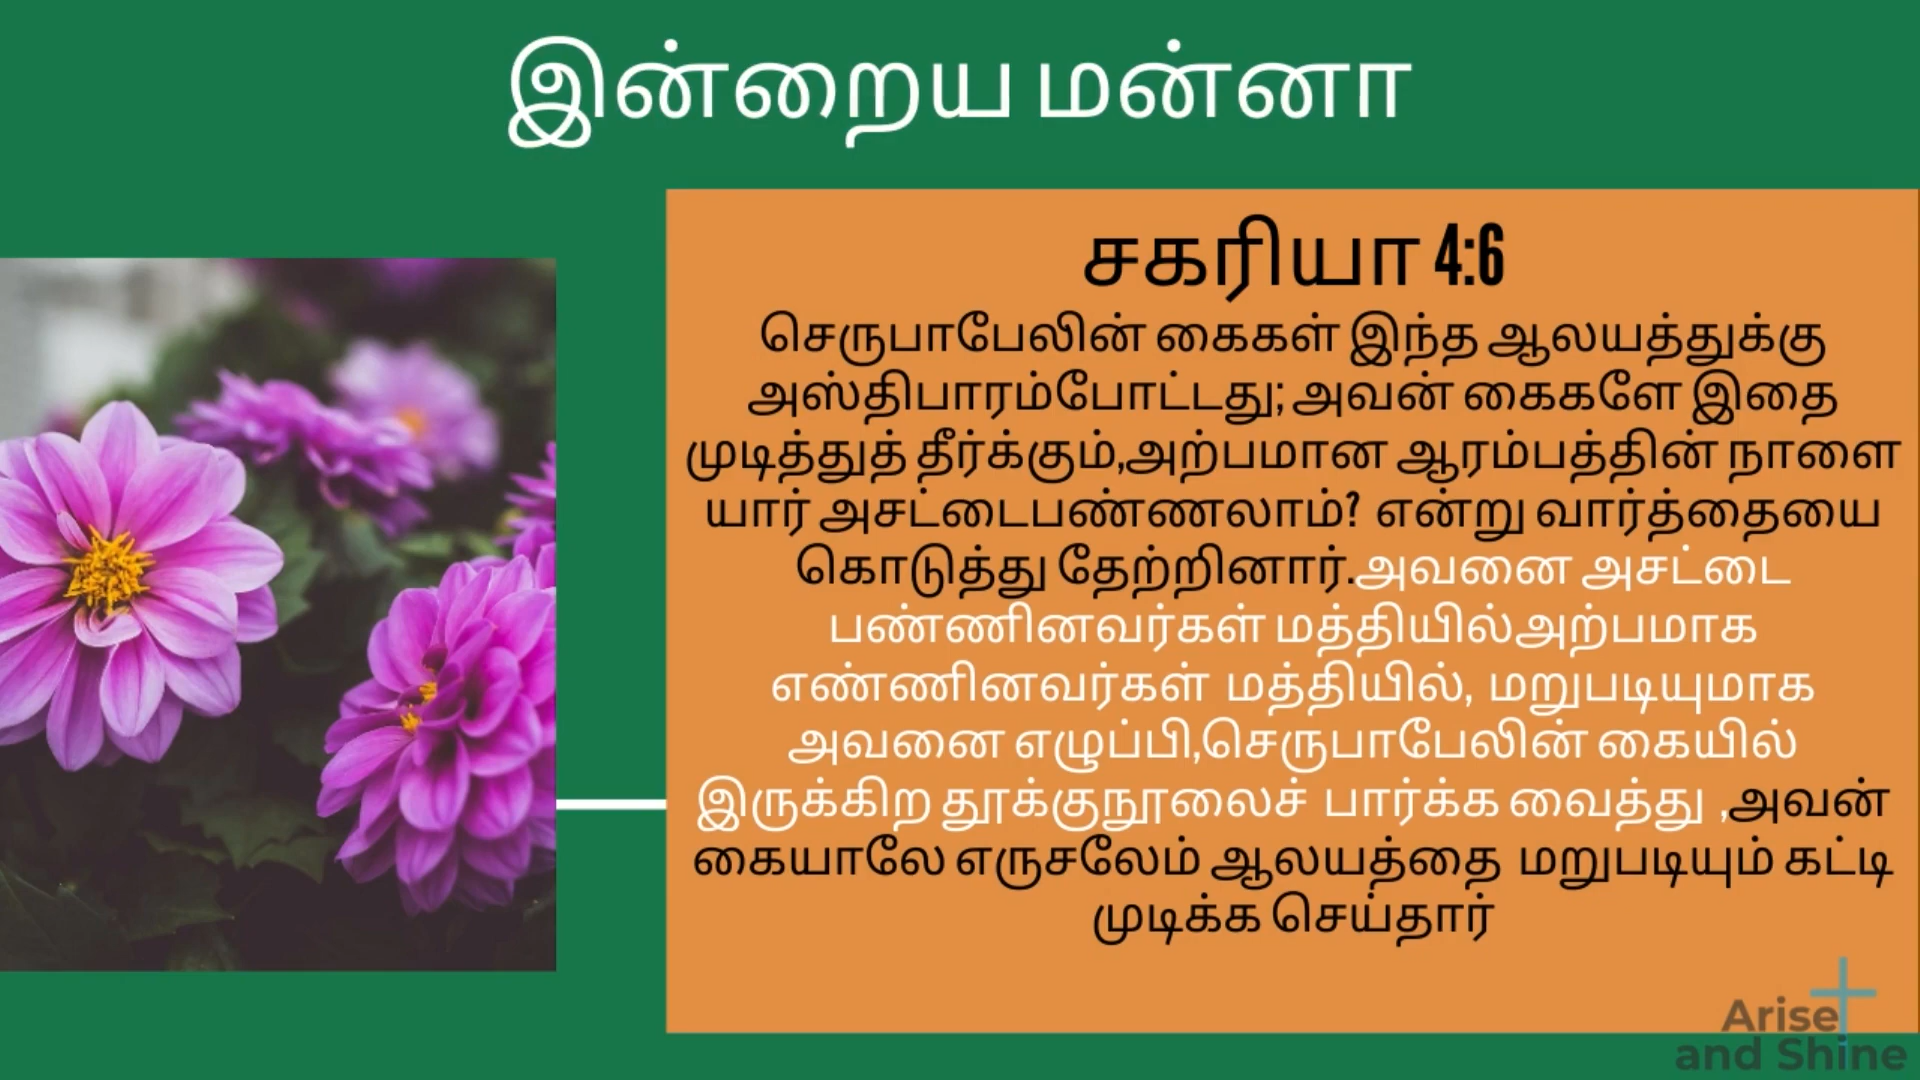 இன்றைய மன்னா
சகரியா 4:6
செருபாபேலின் கைகள் இந்த ஆலயத்துக்கு
அஸ்திபாரம்போட்டது; அவன் கைகளே இதை
முடித்துத் தீர்க்கும்,அற்பமான ஆரம்பத்தின் நாளை
யார் அசட்டைபண்ணலாம்? என்று வார்த்தையை
கொடுத்து தேற்றினார்.அவனை அசட்டை
பண்ணினவர்கள் மத்தியில்அற்பமாக
எண்ணினவர்கள் மத்தியில், மறுபடியுமாக
அவனை எழுப்பி,செருபாபேலின் கையில்
இருக்கிற தூக்குநூலைச் பார்க்க வைத்து ,அவன்
கையாலே எருசலேம் ஆலயத்தை மறுபடியும் கட்டி
முடிக்க செய்தார்
Arise
and Shine